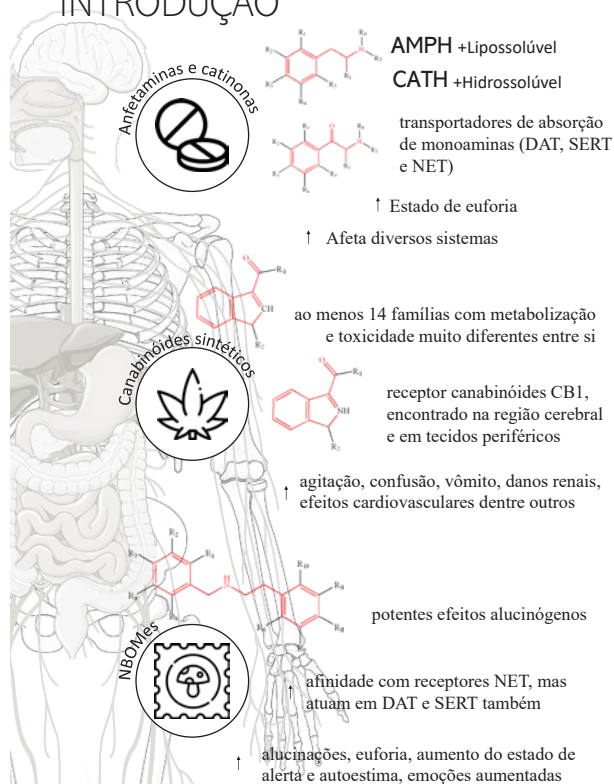 INTRODUÇÃO
Anfetaminas e catinonas
AMPH +Lipossolúvel
CATH +Hidrossolúvel
transportadores de absorção
de monoaminas (DAT, SERT
e NET)
↑ Estado de euforia
↑ Afeta diversos sistemas
Canabinóides sintéticos
ao menos 14 famílias com metabolização
e toxicidade muito diferentes entre si
receptor canabinóides CB1,
encontrado na região cerebral
e em tecidos periféricos
↑ agitação, confusão, vômito, danos renais,
efeitos cardiovasculares dentre outros
NBOMes
potentes efeitos alucinógenos
↑ afinidade com receptores NET, mas
atuam em DAT e SERT também
↑ alucinações, euforia, aumento do estado de
alerta e autoestima, emoções aumentadas